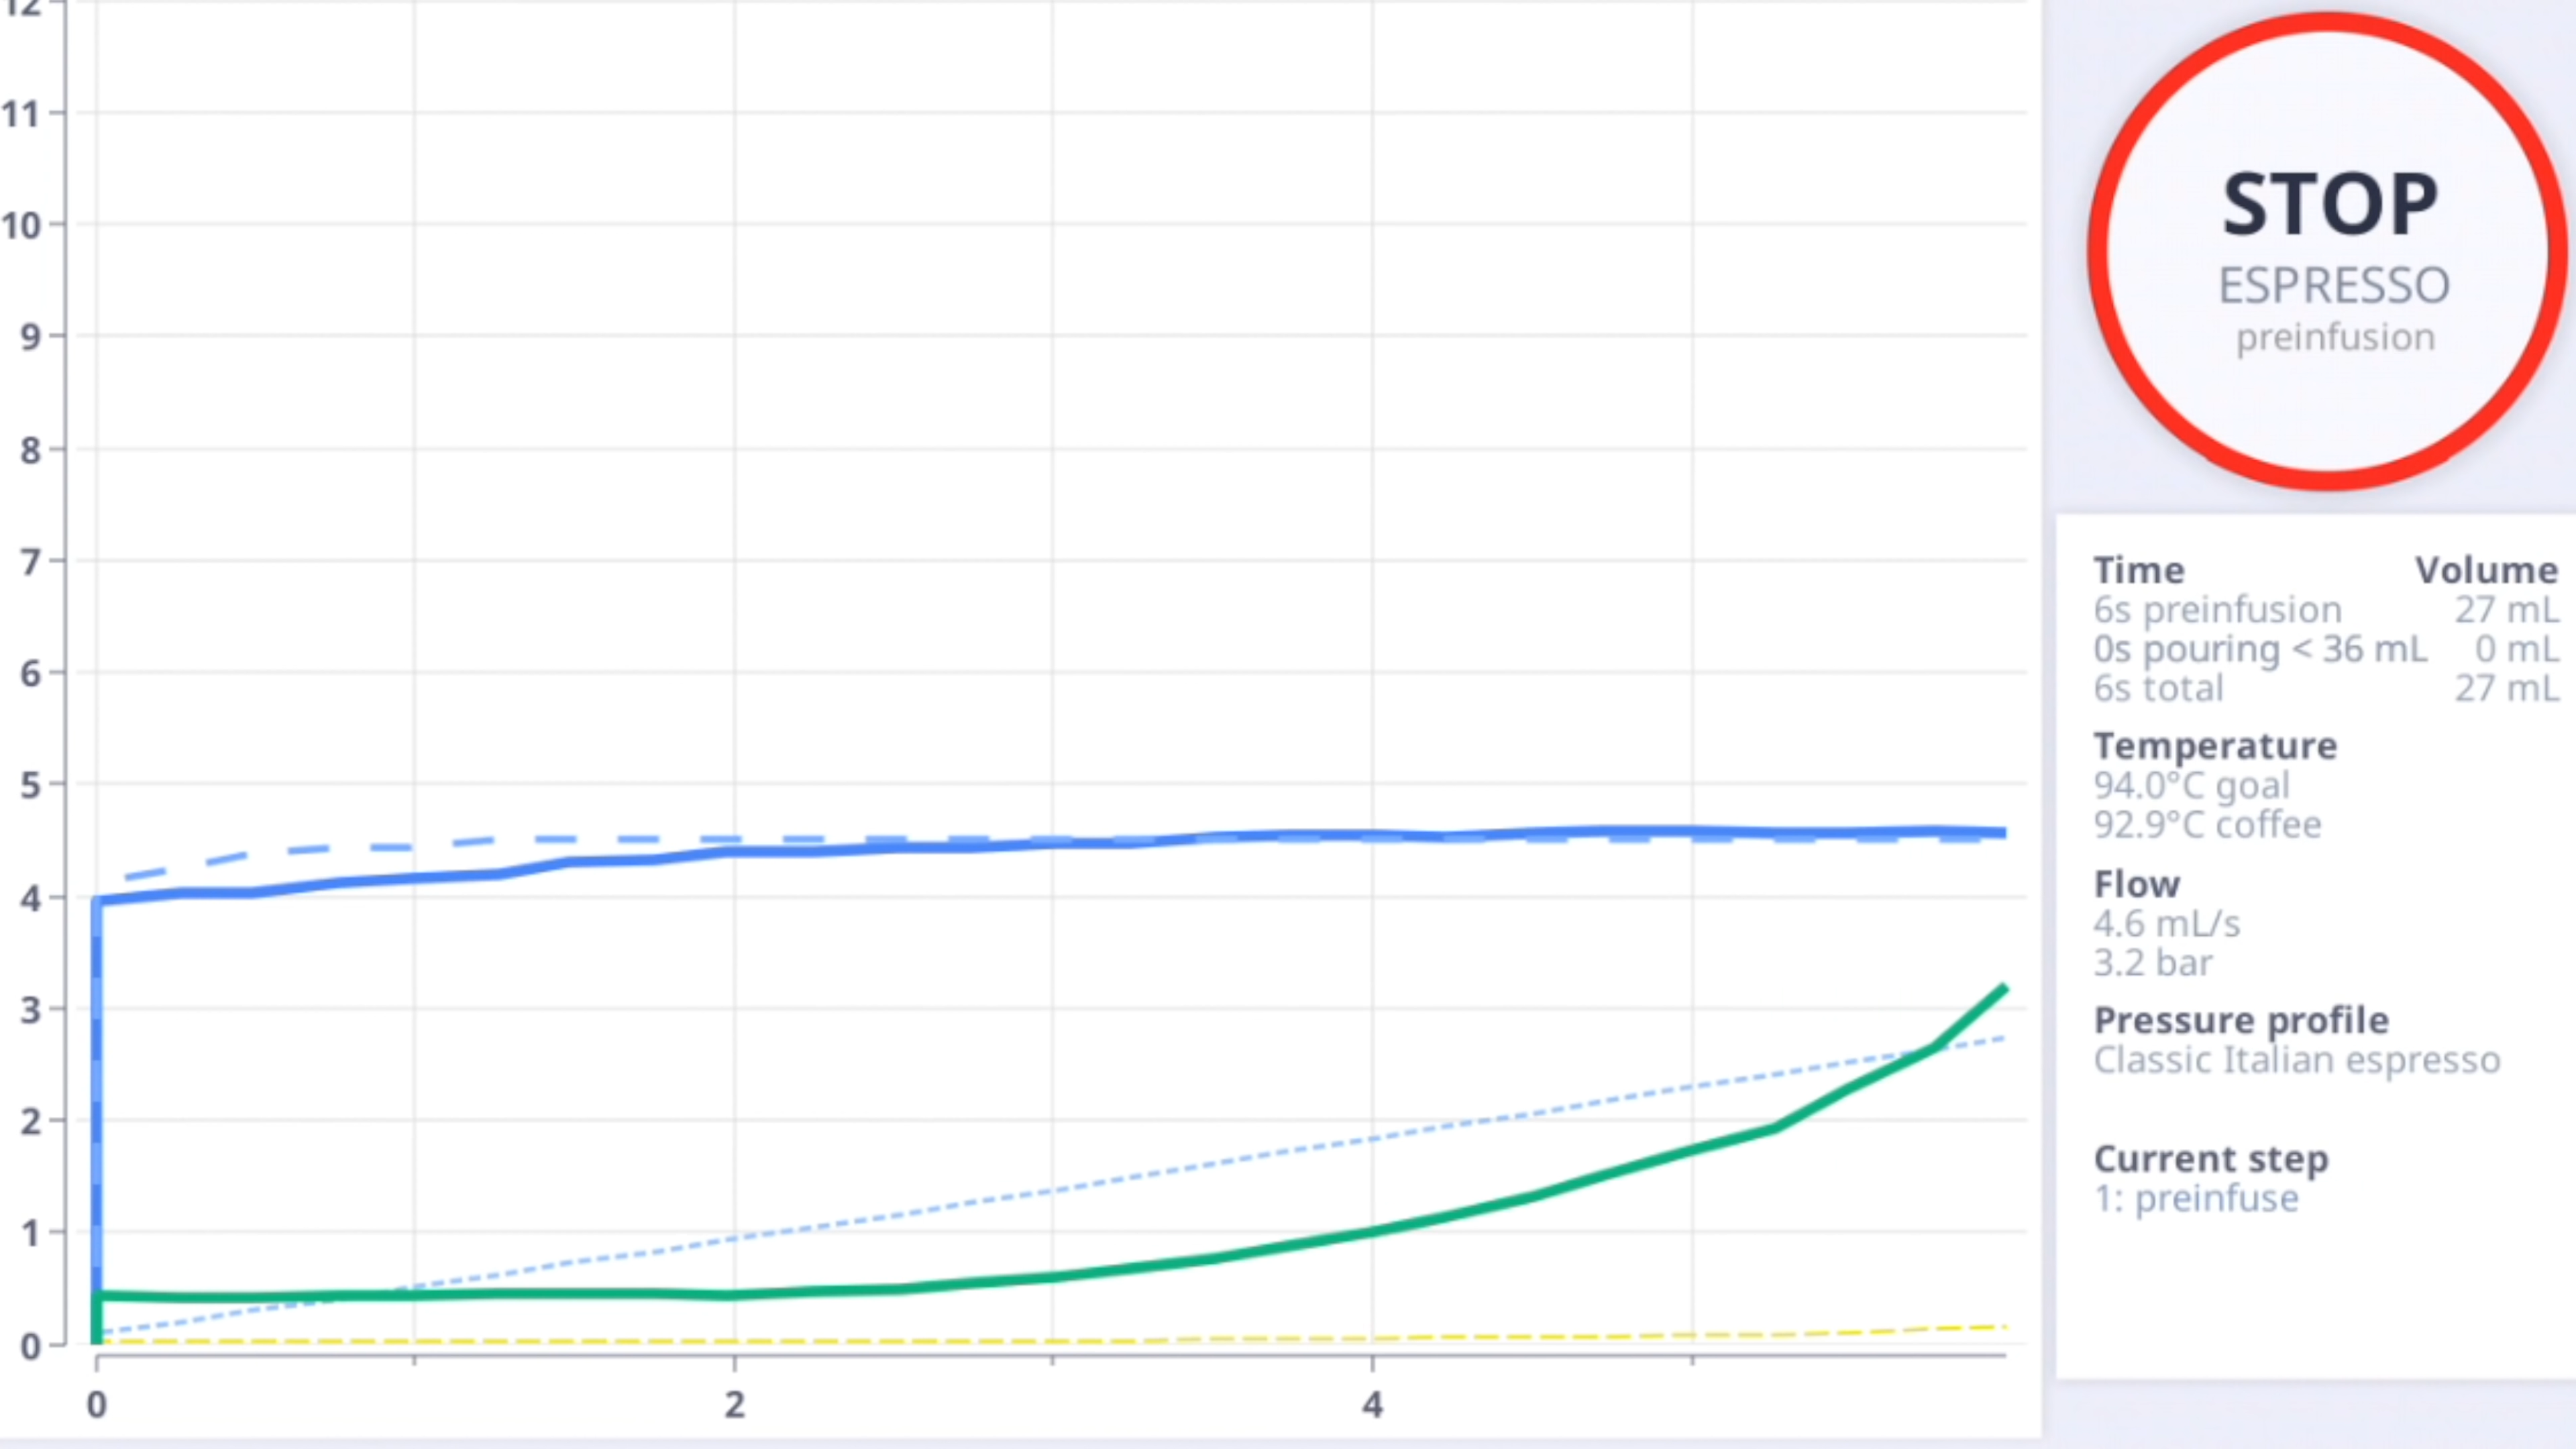 12
11
10
9
8
7
6
5
4
3
2
1
0
0 2 4
STOP
ESPRESSO
preinfusion
Time Volume
6s preinfusion 27 mL
0s pouring < 36 mL 0 mL
6s total 27 mL
Temperature
94.0°C goal
92.9°C coffee
Flow
4.6 mL/s
3.2 bar
Pressure profile
Classic Italian espresso
Current step
1: preinfuse